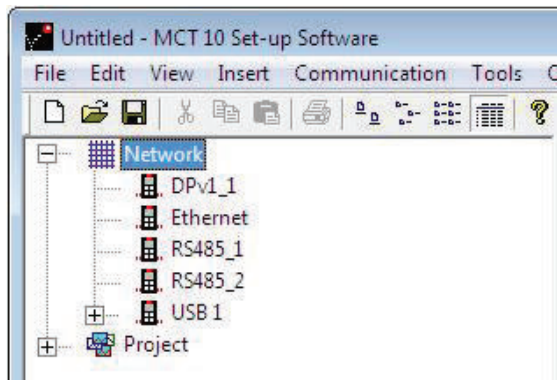 Untitled - MCT 10 Set-up Software
File Edit View Insert Communication Tools
Network
DPv1_1
Ethernet
RS485_1
RS485_2
USB 1
Project